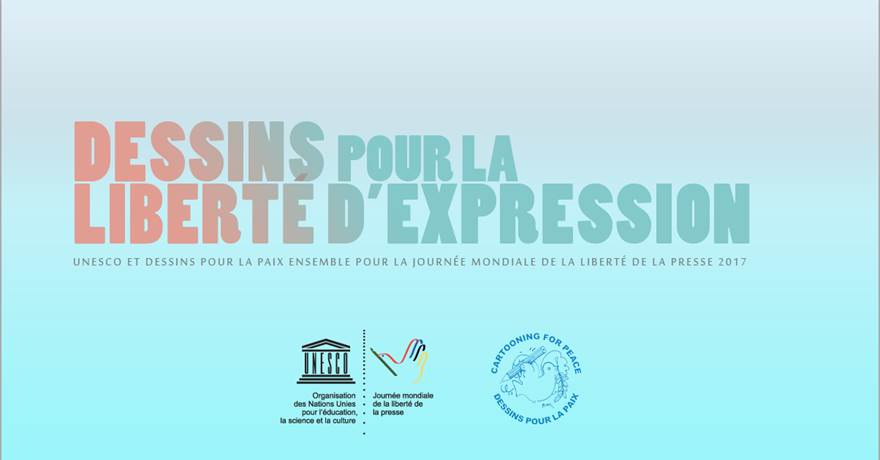 DESSINS POUR LA
LIBERTÉ D'EXPRESSION
UNESCO ET DESSINS POUR LA PAIX ENSEMBLE POUR LA JOURNÉE MONDIALE DE LA LIBERTÉ DE LA PRESSE 2017
UNESCO
Organisation
des Nations Unies
pour l'éducation,
la science et la culture
Journée mondiale
de la liberté de
la presse
CARTOONING FOR PEACE
DESSINS POUR LA PAIX